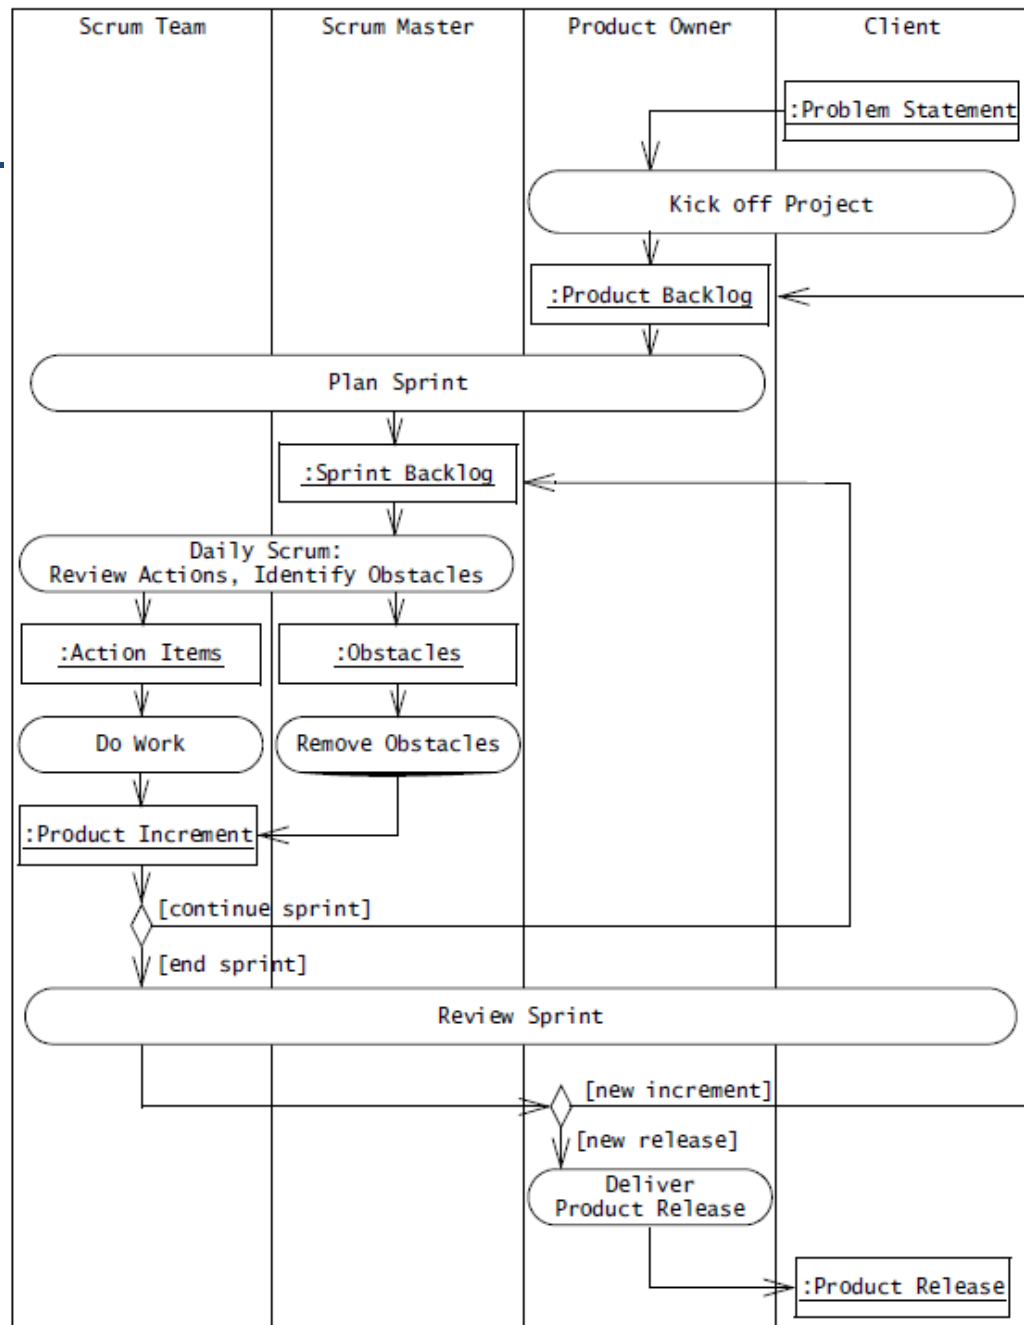 Scrum Team
Scrum Master
Product Owner
Client
:Problem Statement
Kick off Project
:Product Backlog
Plan Sprint
:Sprint Backlog
Daily Scrum:
Review Actions, Identify Obstacles
:Action Items
:Obstacles
Do Work
Remove Obstacles
:Product Increment
[continue sprint]
[end sprint]
Review Sprint
[new increment]
[new release]
Deliver
Product Release
:Product Release